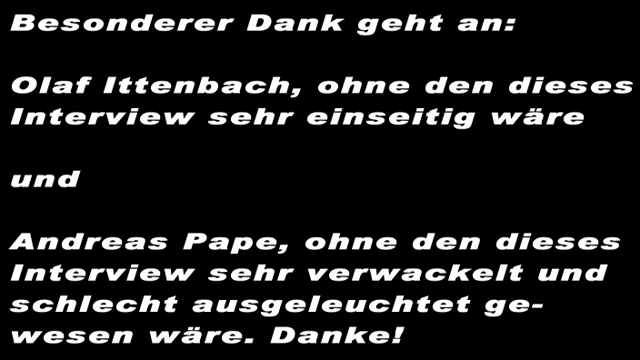 Besonderer Dank geht an:
Olaf Ittenbach, ohne den dieses
Interview sehr einseitig wäre
und
Andreas Pape, ohne den dieses
Interview sehr verwackelt und
schlecht ausgeleuchtet ge-
wesen wäre. Danke!